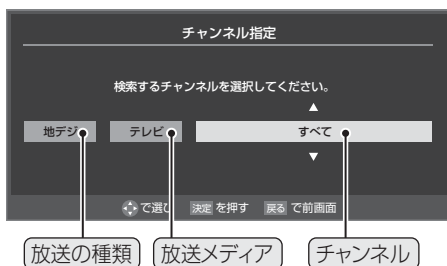 チャンネル指定
検索するチャンネルを選択してください。
▲
地デジ テレビ すべて
▼
で選び 決定 を押す 戻る で前画面
放送の種類 放送メディア チャンネル